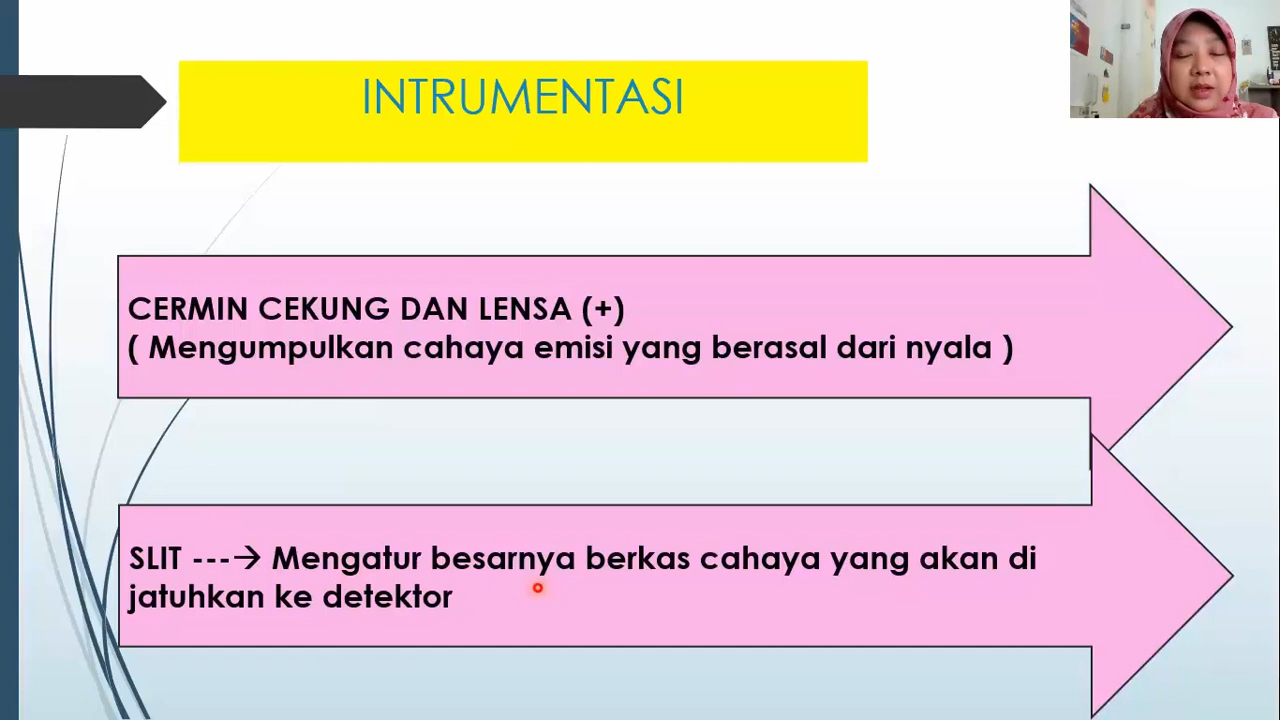 INTRUMENTASI
CERMIN CEKUNG DAN LENSA (+)
( Mengumpulkan cahaya emisi yang berasal dari nyala )
SLIT ---→ Mengatur besarnya berkas cahaya yang akan di
jatuhkan ke detektor